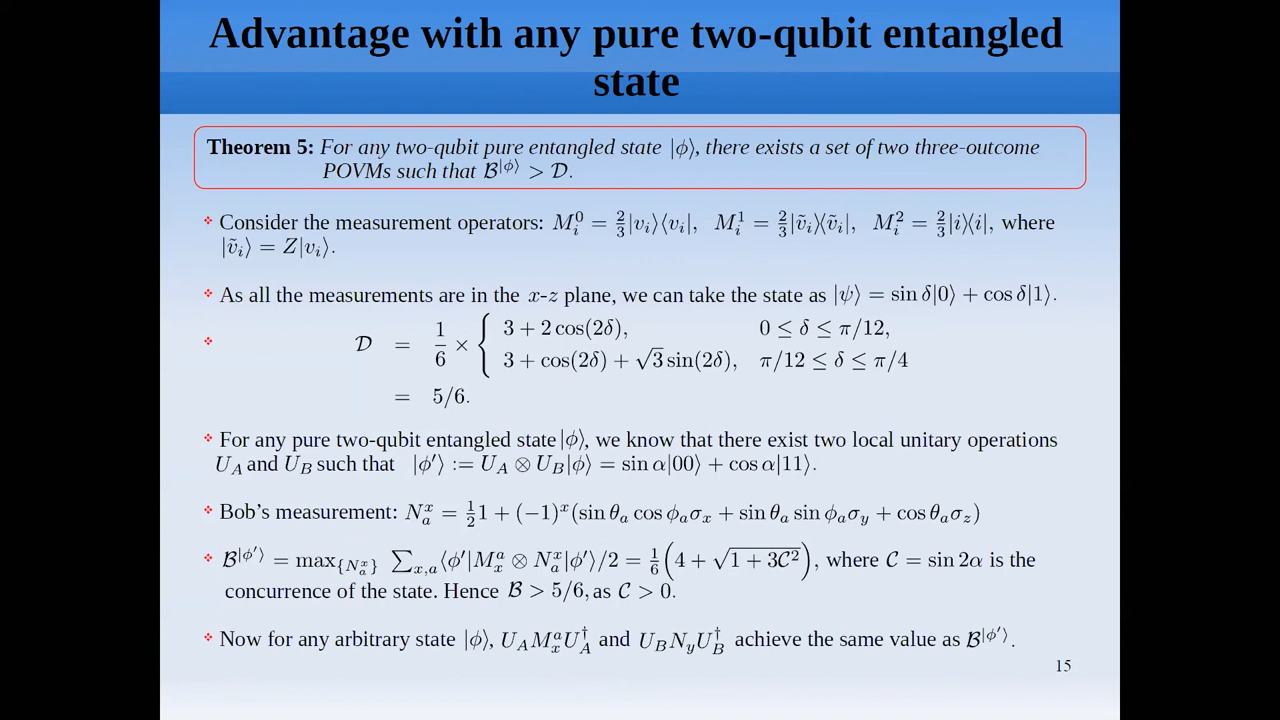 Advantage with any pure two-qubit entangled
state
Theorem 5: For any two-qubit pure entangled state |ϕ⟩, there exists a set of two three-outcome
POVMs such that ℬ^{|ϕ⟩} > 𝒟.
❖ Consider the measurement operators: M_i^0 = 2/3|v_i⟩⟨v_i|, M_i^1 = 2/3|ṽ_i⟩⟨ṽ_i|, M_i^2 = 2/3|i⟩⟨i|, where
|ṽ_i⟩ = Z|v_i⟩.
❖ As all the measurements are in the x-z plane, we can take the state as |ψ⟩ = sin δ|0⟩ + cos δ|1⟩.
❖ 𝒟 = 1/6 × { 3 + 2 cos(2δ), 0 ≤ δ ≤ π/12,
3 + cos(2δ) + √3 sin(2δ), π/12 ≤ δ ≤ π/4
= 5/6.
❖ For any pure two-qubit entangled state |ϕ⟩, we know that there exist two local unitary operations
U_A and U_B such that |ϕ′⟩ := U_A ⊗ U_B|ϕ⟩ = sin α|00⟩ + cos α|11⟩.
❖ Bob's measurement: N_a^x = 1/2 1 + (−1)^x(sin θ_a cos ϕ_a σ_x + sin θ_a sin ϕ_a σ_y + cos θ_a σ_z)
❖ ℬ^{|ϕ′⟩} = max_{{N_a^x}} ∑_{x,a}⟨ϕ′|M_x^a ⊗ N_a^x|ϕ′⟩/2 = 1/6(4 + √(1 + 3𝒞²)), where 𝒞 = sin 2α is the
concurrence of the state. Hence ℬ > 5/6, as 𝒞 > 0.
❖ Now for any arbitrary state |ϕ⟩, U_A M_x^a U_A^† and U_B N_y U_B^† achieve the same value as ℬ^{|ϕ′⟩}.
15